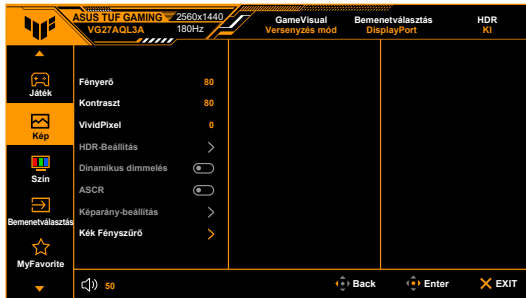 ASUS TUF GAMING 2560x1440 GameVisual Bemenetválasztás HDR
VG27AQL3A 180Hz Versenyzés mód DisplayPort KI
Játék
Kép
Szín
Bemenetválasztás
MyFavorite
Fényerő 80
Kontraszt 80
VividPixel 0
HDR-Beállítás
Dinamikus dimmelés
ASCR
Képarány-beállítás
Kék Fényszűrő
50 Back Enter EXIT